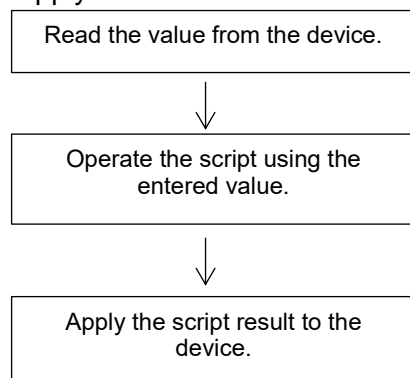 Read the value from the device.
Operate the script using the
entered value.
Apply the script result to the
device.